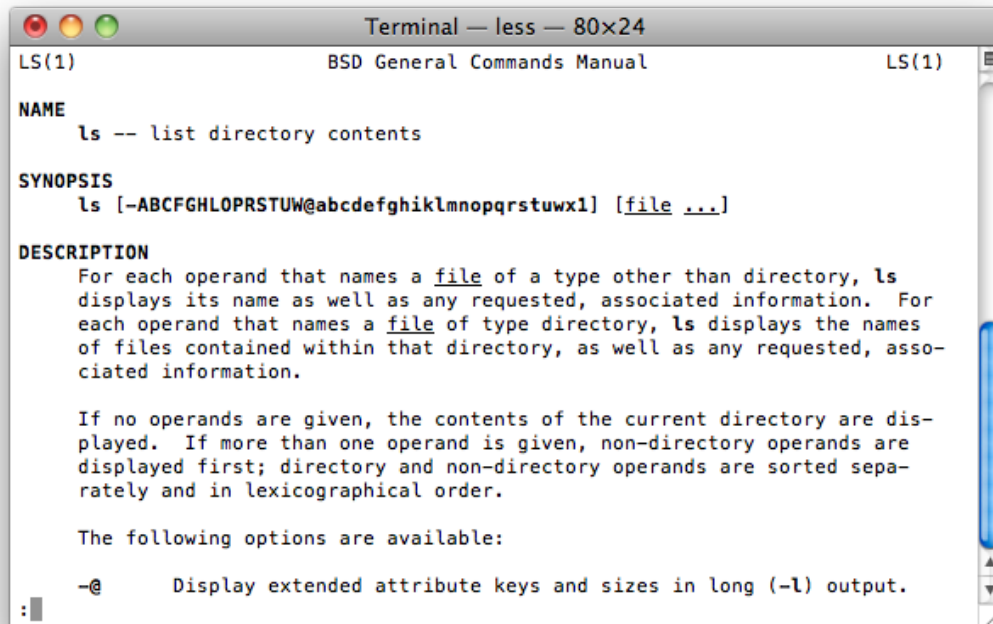 Terminal — less — 80×24
LS(1) BSD General Commands Manual LS(1)
NAME
ls -- list directory contents
SYNOPSIS
ls [-ABCFGHLOPRSTUW@abcdefghiklmnopqrstuwx1] [file ...]
DESCRIPTION
For each operand that names a file of a type other than directory, ls
displays its name as well as any requested, associated information.  For
each operand that names a file of type directory, ls displays the names
of files contained within that directory, as well as any requested, asso-
ciated information.
If no operands are given, the contents of the current directory are dis-
played.  If more than one operand is given, non-directory operands are
displayed first; directory and non-directory operands are sorted sepa-
rately and in lexicographical order.
The following options are available:
-@      Display extended attribute keys and sizes in long (-l) output.
: